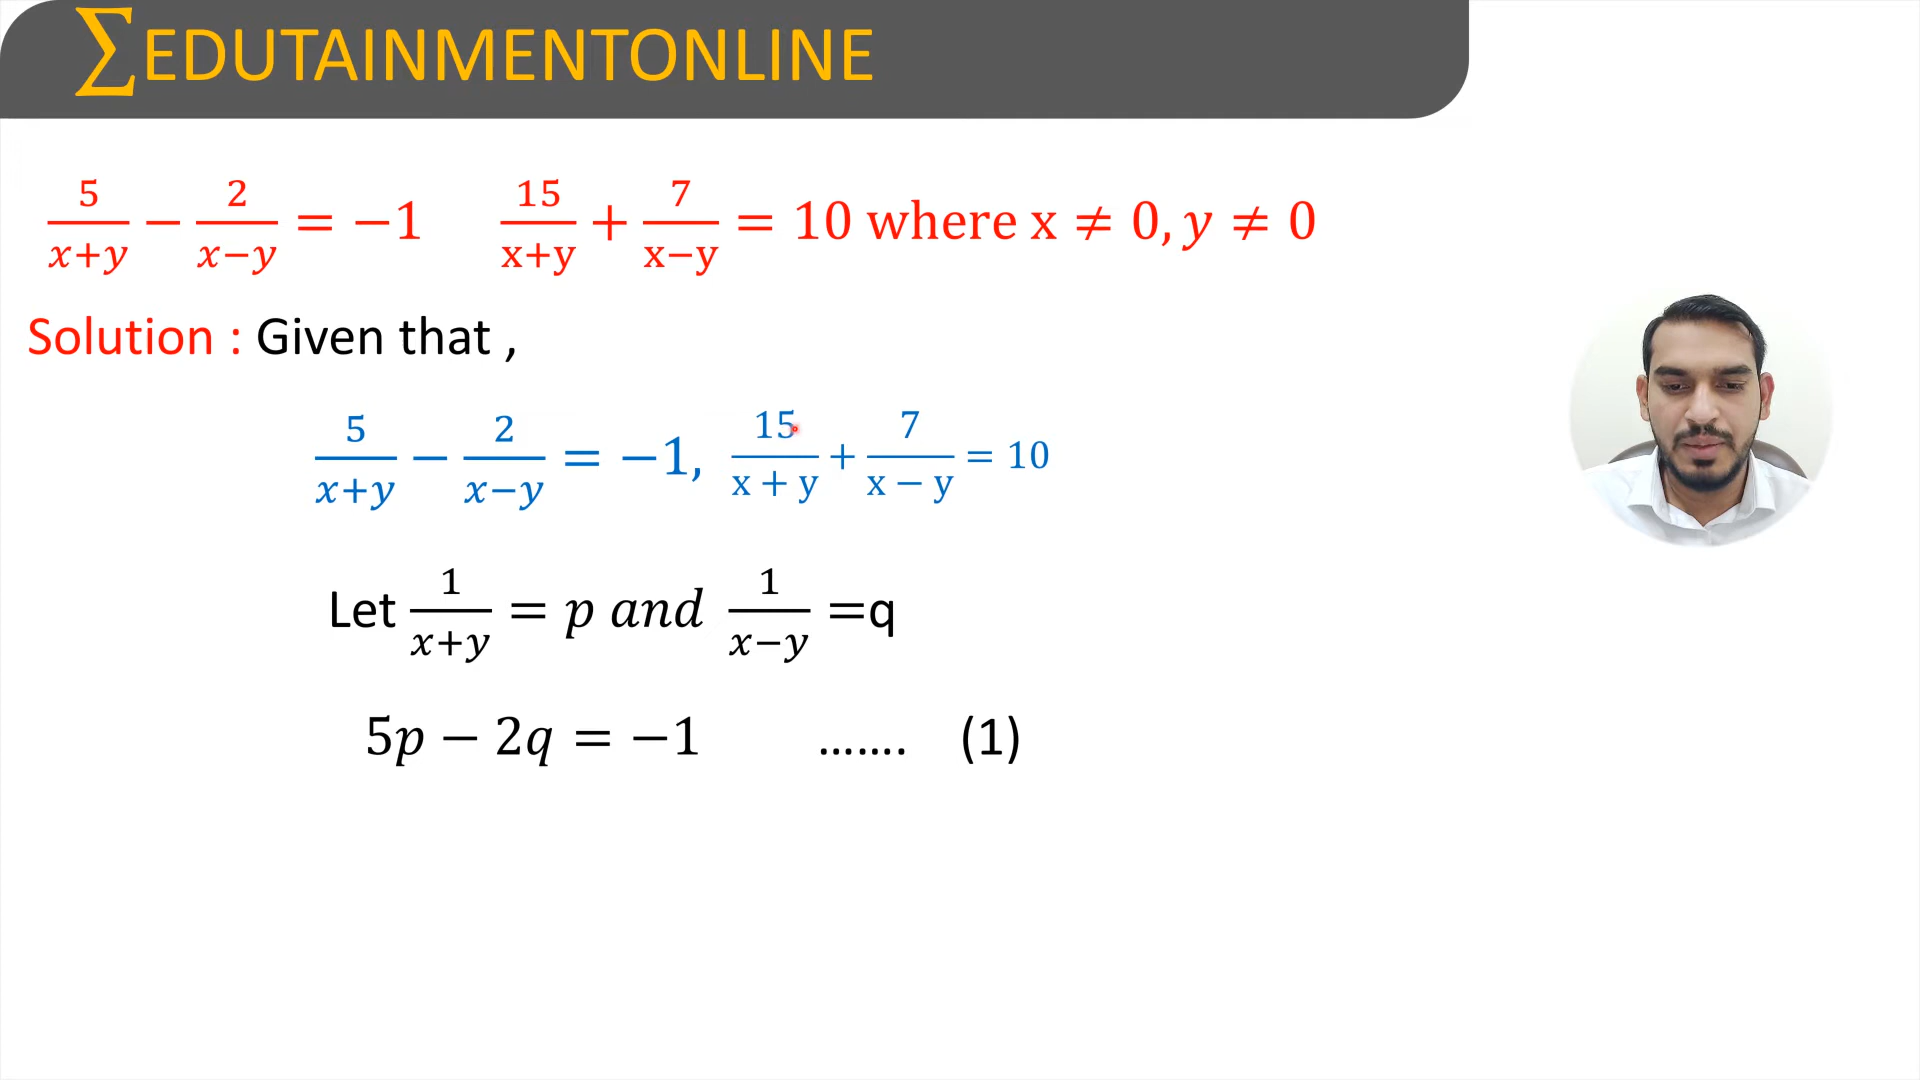 ∑EDUTAINMENTONLINE
5/(x+y) − 2/(x−y) = −1 15/(x+y) + 7/(x−y) = 10 where x ≠ 0, y ≠ 0
Solution : Given that ,
5/(x+y) − 2/(x−y) = −1, 15/(x + y) + 7/(x − y) = 10
Let 1/(x+y) = p and 1/(x−y) =q
5p − 2q = −1 ……. (1)